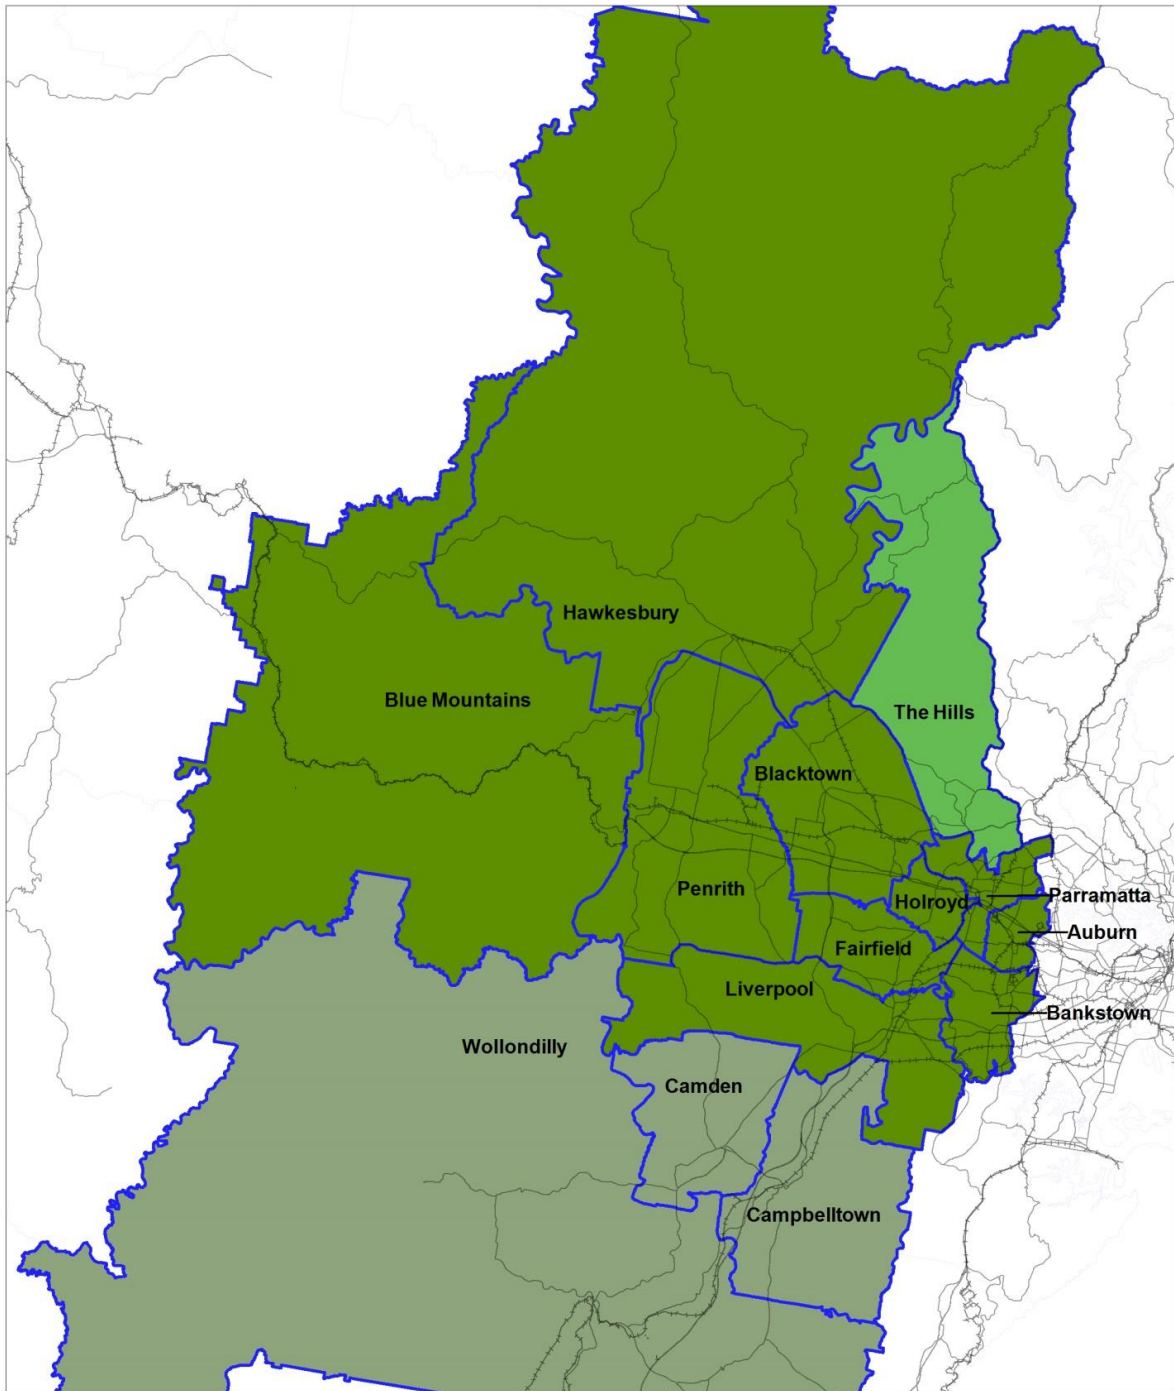 Hawkesbury
Blue Mountains
The Hills
Blacktown
Penrith
Holroyd
Parramatta
Auburn
Fairfield
Liverpool
Bankstown
Wollondilly
Camden
Campbelltown